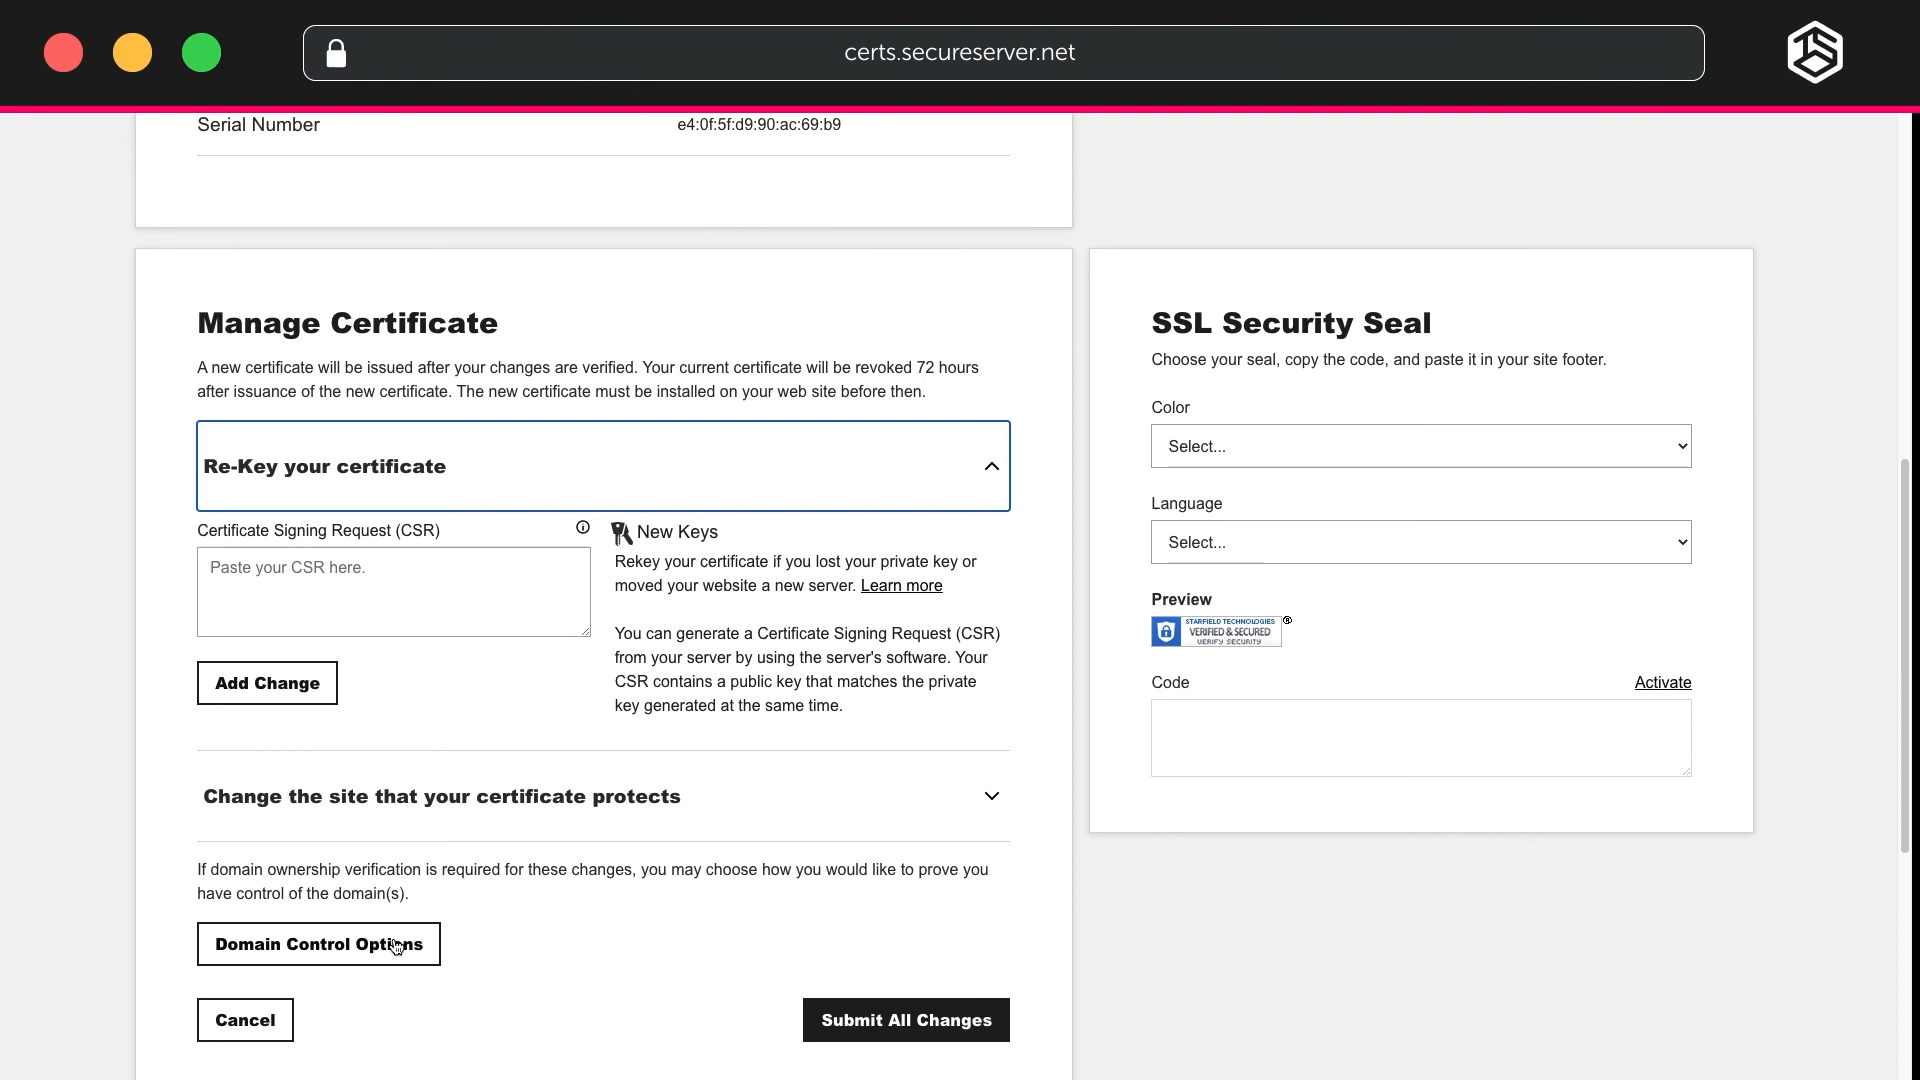 certs.secureserver.net
Serial Number
e4:0f:5f:d9:90:ac:69:b9
Manage Certificate
A new certificate will be issued after your changes are verified. Your current certificate will be revoked 72 hours
after issuance of the new certificate. The new certificate must be installed on your web site before then.
Re-Key your certificate
Certificate Signing Request (CSR)
Paste your CSR here.
Add Change
New Keys
Rekey your certificate if you lost your private key or
moved your website a new server. Learn more
You can generate a Certificate Signing Request (CSR)
from your server by using the server's software. Your
CSR contains a public key that matches the private
key generated at the same time.
Change the site that your certificate protects
If domain ownership verification is required for these changes, you may choose how you would like to prove you
have control of the domain(s).
Domain Control Options
Cancel
Submit All Changes
SSL Security Seal
Choose your seal, copy the code, and paste it in your site footer.
Color
Select...
Language
Select...
Preview
STARFIELD TECHNOLOGIES
VERIFIED & SECURED
VERIFY SECURITY
Code
Activate